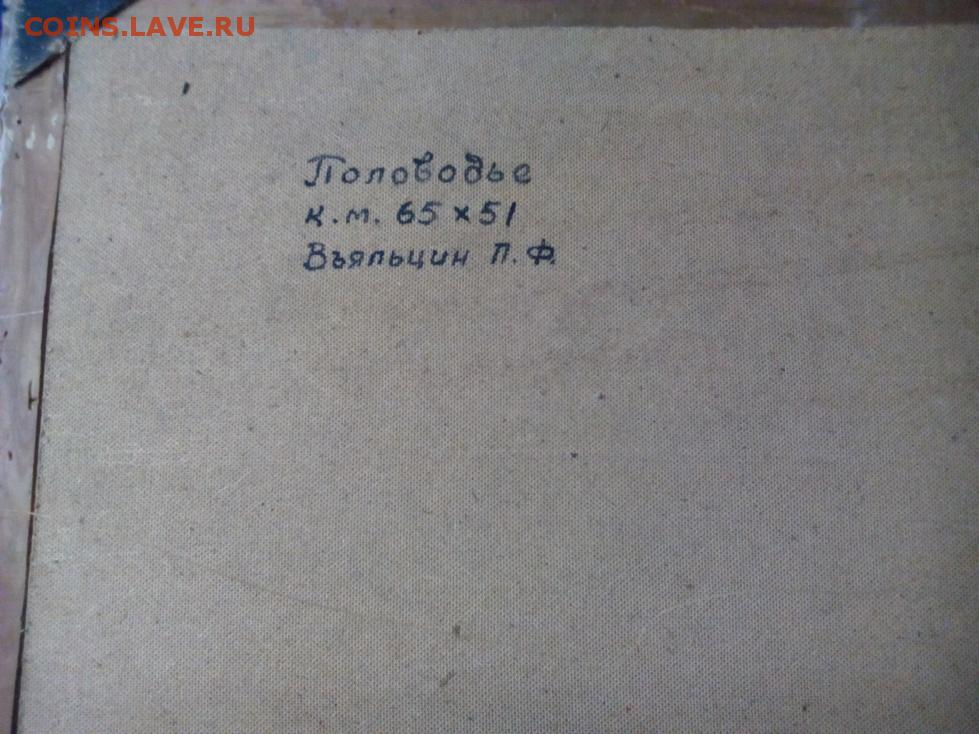 COINS.LAVE.RU
Половодье
к.м. 65 х 51
Въяльцин П. Ф.